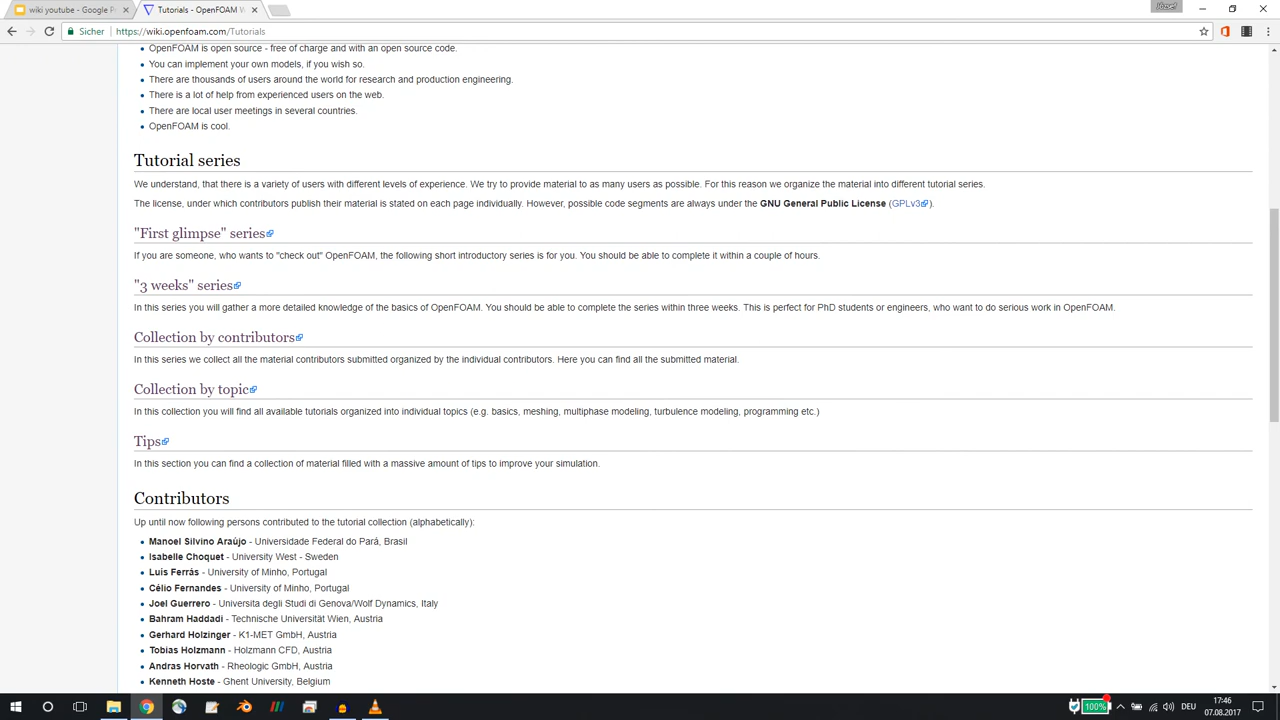 wiki youtube - Google P
Tutorials - OpenFOAM W
Sicher
https://wiki.openfoam.com/Tutorials
OpenFOAM is open source - free of charge and with an open source code.
You can implement your own models, if you wish so.
There are thousands of users around the world for research and production engineering.
There is a lot of help from experienced users on the web.
There are local user meetings in several countries.
OpenFOAM is cool.
Tutorial series
We understand, that there is a variety of users with different levels of experience. We try to provide material to as many users as possible. For this reason we organize the material into different tutorial series.
The license, under which contributors publish their material is stated on each page individually. However, possible code segments are always under the GNU General Public License (GPLv3).
"First glimpse" series
If you are someone, who wants to "check out" OpenFOAM, the following short introductory series is for you. You should be able to complete it within a couple of hours.
"3 weeks" series
In this series you will gather a more detailed knowledge of the basics of OpenFOAM. You should be able to complete the series within three weeks. This is perfect for PhD students or engineers, who want to do serious work in OpenFOAM.
Collection by contributors
In this series we collect all the material contributors submitted organized by the individual contributors. Here you can find all the submitted material.
Collection by topic
In this collection you will find all available tutorials organized into individual topics (e.g. basics, meshing, multiphase modeling, turbulence modeling, programming etc.)
Tips
In this section you can find a collection of material filled with a massive amount of tips to improve your simulation.
Contributors
Up until now following persons contributed to the tutorial collection (alphabetically):
Manoel Silvino Araújo - Universidade Federal do Pará, Brasil
Isabelle Choquet - University West - Sweden
Luis Ferrás - University of Minho, Portugal
Célio Fernandes - University of Minho, Portugal
Joel Guerrero - Universita degli Studi di Genova/Wolf Dynamics, Italy
Bahram Haddadi - Technische Universität Wien, Austria
Gerhard Holzinger - K1-MET GmbH, Austria
Tobias Holzmann - Holzmann CFD, Austria
Andras Horvath - Rheologic GmbH, Austria
Kenneth Hoste - Ghent University, Belgium
100%
DEU
17:46
07.08.2017